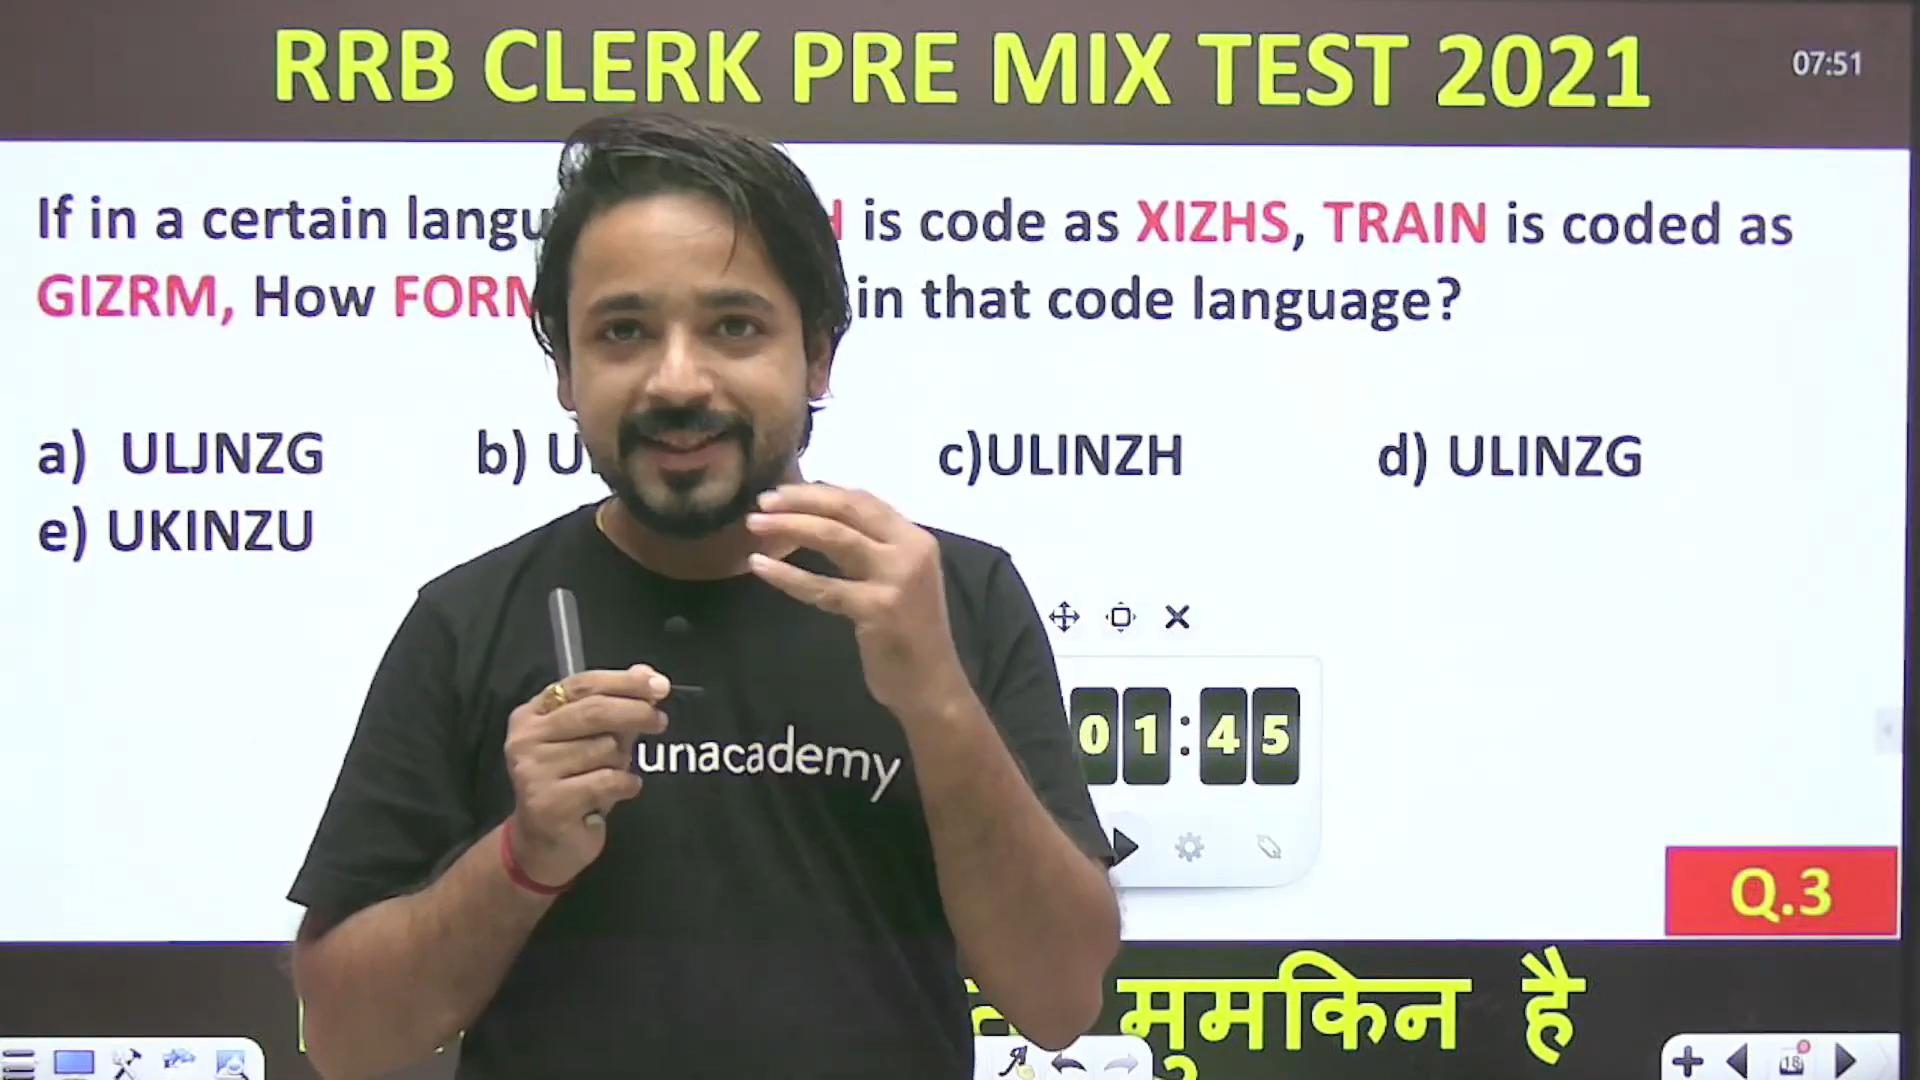 RRB CLERK PRE MIX TEST 2021
07:51
If in a certain is code as XIZHS, TRAIN is coded as
GIZRM, How in that code language?
a) ULJNZG b) c)ULINZH d) ULINZG
e) UKINZU
01:45
unacademy
Q.3
मुमकिन है
18